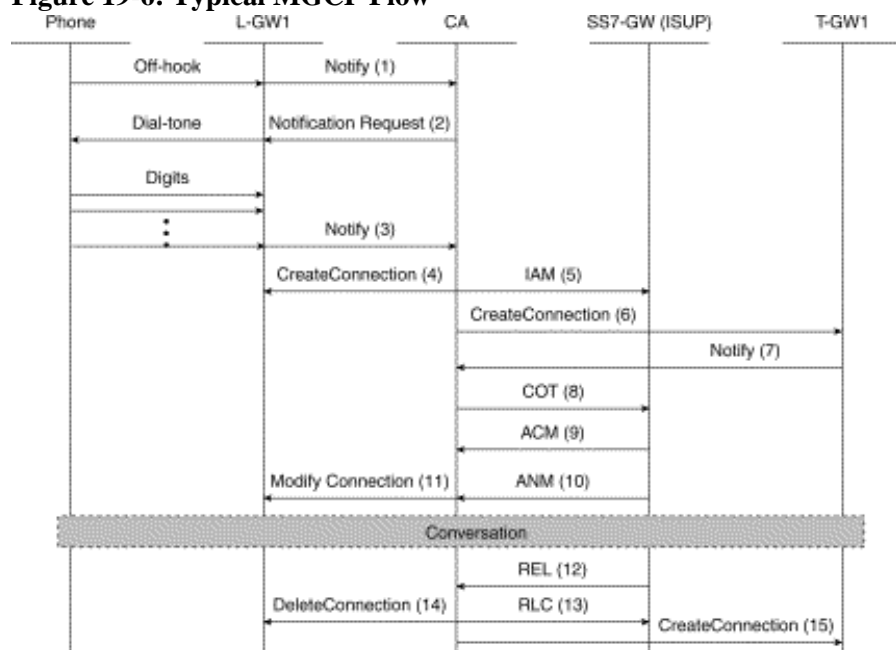 Figure 19-6. Typical MGCP Flow
Phone L-GW1 CA SS7-GW (ISUP) T-GW1
Off-hook Notify (1)
Dial-tone Notification Request (2)
Digits
Notify (3)
CreateConnection (4) IAM (5)
CreateConnection (6)
Notify (7)
COT (8)
ACM (9)
Modify Connection (11) ANM (10)
Conversation
REL (12)
DeleteConnection (14) RLC (13)
CreateConnection (15)